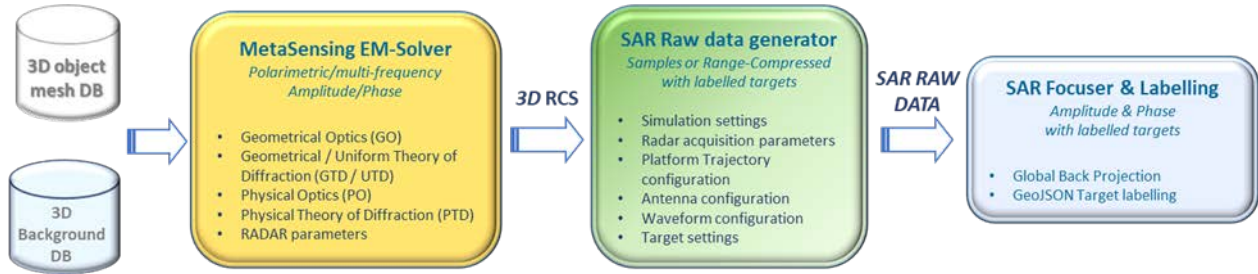 3D object
mesh DB
3D
Background
DB
MetaSensing EM-Solver
Polarimetric/multi-frequency
Amplitude/Phase
• Geometrical Optics (GO)
• Geometrical / Uniform Theory of
Diffraction (GTD / UTD)
• Physical Optics (PO)
• Physical Theory of Diffraction (PTD)
• RADAR parameters
3D RCS
SAR Raw data generator
Samples or Range-Compressed
with labelled targets
• Simulation settings
• Radar acquisition parameters
• Platform Trajectory
configuration
• Antenna configuration
• Waveform configuration
• Target settings
SAR RAW
DATA
SAR Focuser & Labelling
Amplitude & Phase
with labelled targets
• Global Back Projection
• GeoJSON Target labelling